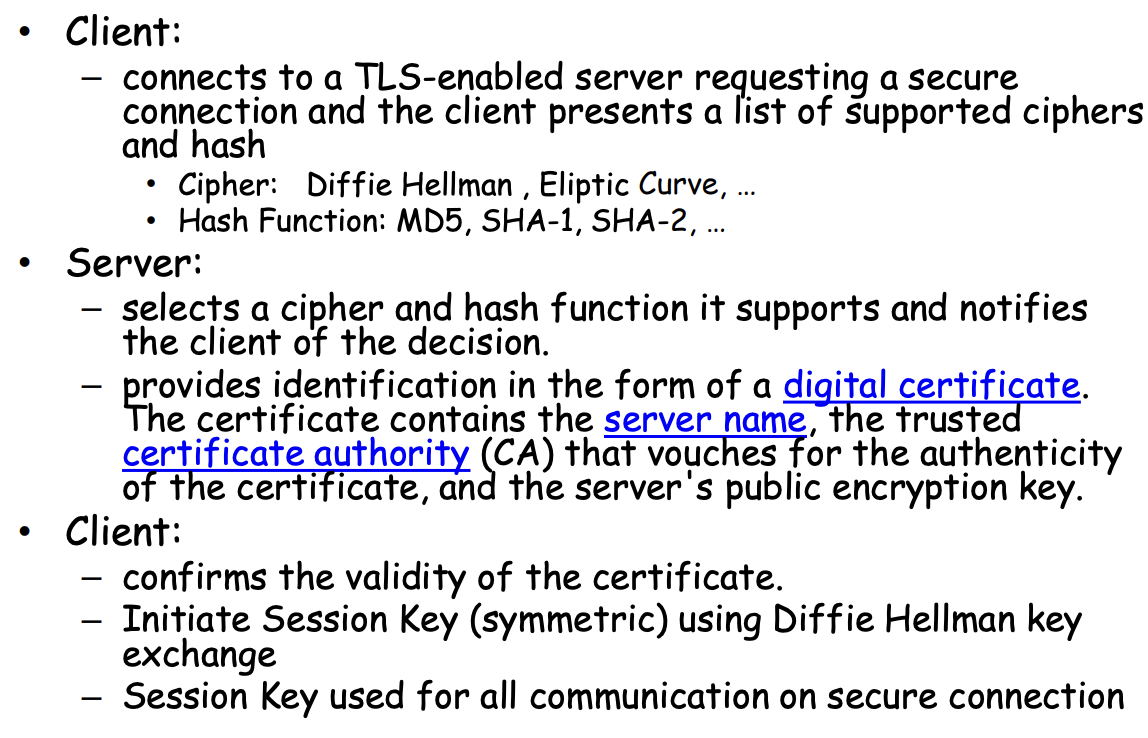 • Client:
– connects to a TLS-enabled server requesting a secure
connection and the client presents a list of supported ciphers
and hash
• Cipher: Diffie Hellman , Eliptic Curve, ...
• Hash Function: MD5, SHA-1, SHA-2, ...
• Server:
– selects a cipher and hash function it supports and notifies
the client of the decision.
– provides identification in the form of a digital certificate.
The certificate contains the server name, the trusted
certificate authority (CA) that vouches for the authenticity
of the certificate, and the server's public encryption key.
• Client:
– confirms the validity of the certificate.
– Initiate Session Key (symmetric) using Diffie Hellman key
exchange
– Session Key used for all communication on secure connection